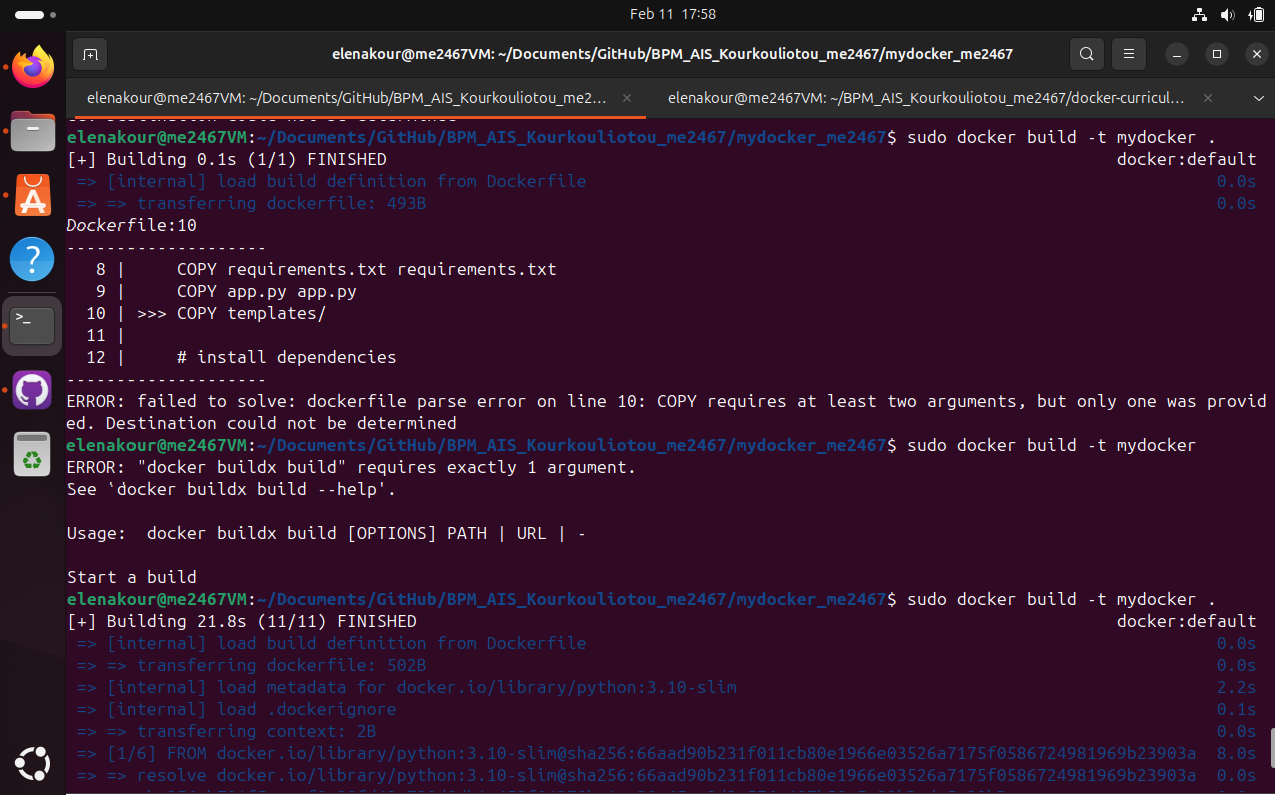 Feb 11 17:58
elenakour@me2467VM: ~/Documents/GitHub/BPM_AIS_Kourkouliotou_me2467/mydocker_me2467
elenakour@me2467VM: ~/Documents/GitHub/BPM_AIS_Kourkouliotou_me2... ×
elenakour@me2467VM: ~/BPM_AIS_Kourkouliotou_me2467/docker-curricul... ×
elenakour@me2467VM:~/Documents/GitHub/BPM_AIS_Kourkouliotou_me2467/mydocker_me2467$ sudo docker build -t mydocker .
[+] Building 0.1s (1/1) FINISHED docker:default
=> [internal] load build definition from Dockerfile 0.0s
=> => transferring dockerfile: 493B 0.0s
Dockerfile:10
--------------------
8 | COPY requirements.txt requirements.txt
9 | COPY app.py app.py
10 | >>> COPY templates/
11 |
12 | # install dependencies
--------------------
ERROR: failed to solve: dockerfile parse error on line 10: COPY requires at least two arguments, but only one was provid
ed. Destination could not be determined
elenakour@me2467VM:~/Documents/GitHub/BPM_AIS_Kourkouliotou_me2467/mydocker_me2467$ sudo docker build -t mydocker
ERROR: "docker buildx build" requires exactly 1 argument.
See 'docker buildx build --help'.
Usage:  docker buildx build [OPTIONS] PATH | URL | -
Start a build
elenakour@me2467VM:~/Documents/GitHub/BPM_AIS_Kourkouliotou_me2467/mydocker_me2467$ sudo docker build -t mydocker .
[+] Building 21.8s (11/11) FINISHED docker:default
=> [internal] load build definition from Dockerfile 0.0s
=> => transferring dockerfile: 502B 0.0s
=> [internal] load metadata for docker.io/library/python:3.10-slim 2.2s
=> [internal] load .dockerignore 0.1s
=> => transferring context: 2B 0.0s
=> [1/6] FROM docker.io/library/python:3.10-slim@sha256:66aad90b231f011cb80e1966e03526a7175f0586724981969b23903a 8.0s
=> => resolve docker.io/library/python:3.10-slim@sha256:66aad90b231f011cb80e1966e03526a7175f0586724981969b23903a 0.0s